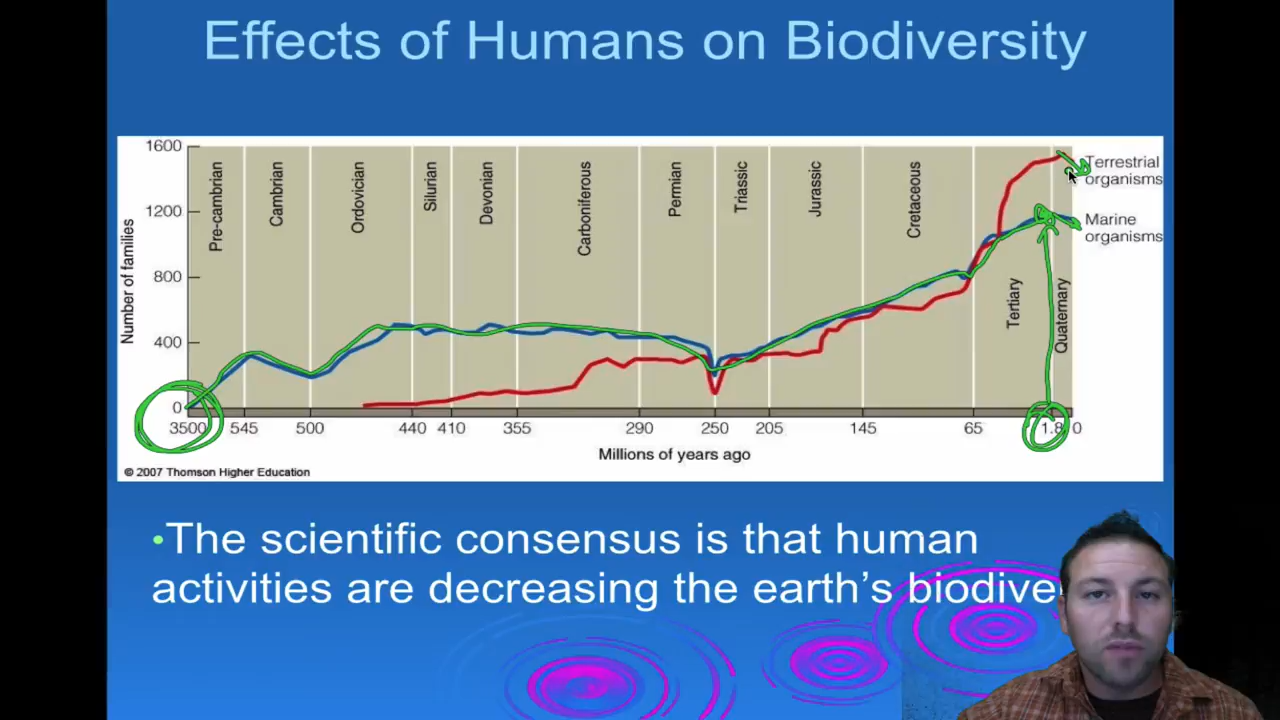 Effects of Humans on Biodiversity
1600
1200
800
400
0
Number of families
Pre-cambrian
Cambrian
Ordovician
Silurian
Devonian
Carboniferous
Permian
Triassic
Jurassic
Cretaceous
Tertiary
Quaternary
Terrestrial
organisms
Marine
organisms
3500 545 500 440 410 355 290 250 205 145 65 1.8 0
Millions of years ago
© 2007 Thomson Higher Education
•The scientific consensus is that human
activities are decreasing the earth's biodive